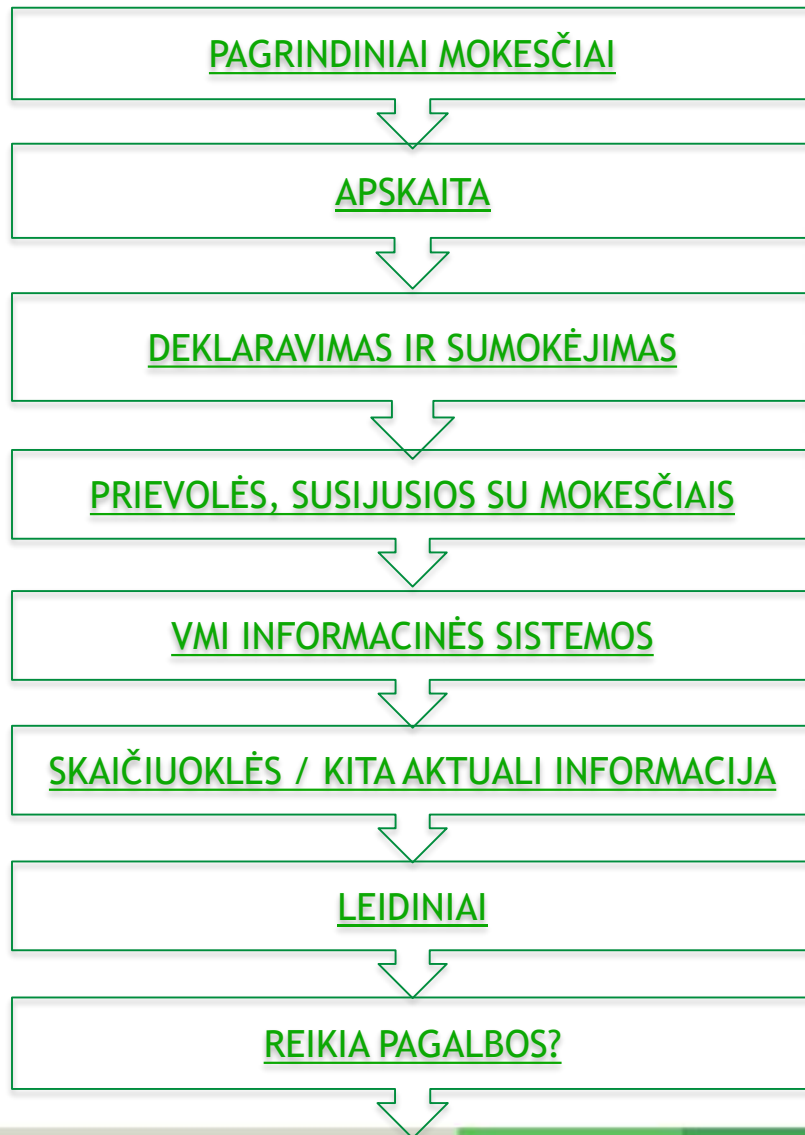 PAGRINDINIAI MOKESČIAI
APSKAITA
DEKLARAVIMAS IR SUMOKĖJIMAS
PRIEVOLĖS, SUSIJUSIOS SU MOKESČIAIS
VMI INFORMACINĖS SISTEMOS
SKAIČIUOKLĖS / KITA AKTUALI INFORMACIJA
LEIDINIAI
REIKIA PAGALBOS?